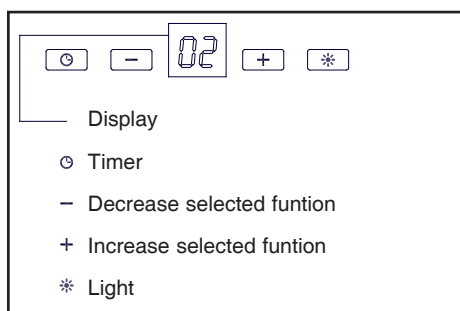 02
Display
Timer
− Decrease selected funtion
+ Increase selected funtion
Light